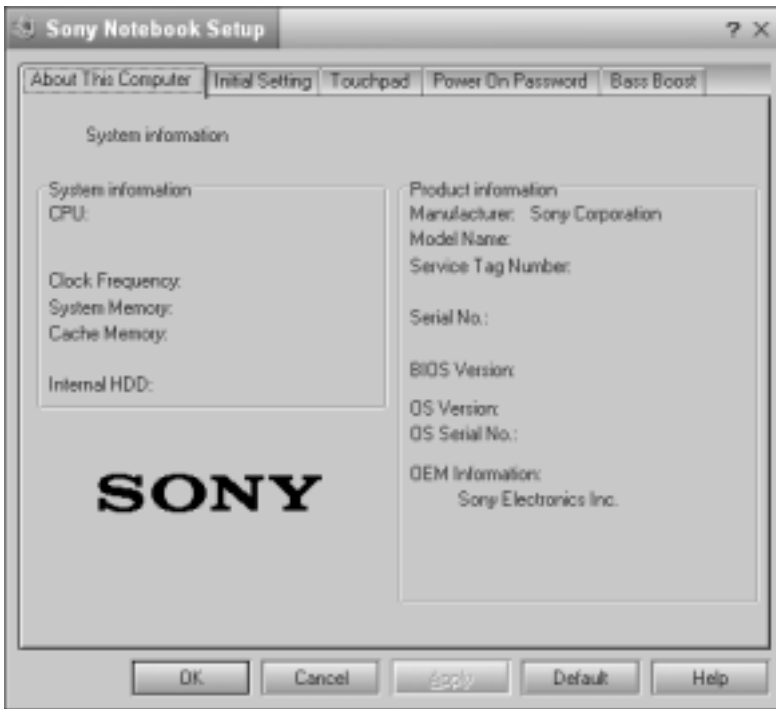 Sony Notebook Setup
? X
About This Computer Initial Setting Touchpad Power On Password Bass Boost
System information
System information
CPU:
Clock Frequency:
System Memory:
Cache Memory:
Internal HDD:
SONY
Product information
Manufacturer: Sony Corporation
Model Name:
Service Tag Number:
Serial No.:
BIOS Version:
OS Version:
OS Serial No.:
OEM Information:
Sony Electronics Inc.
OK Cancel Apply Default Help